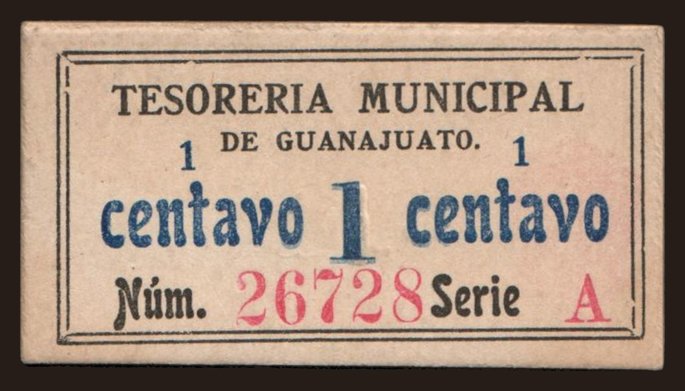 TESORERIA MUNICIPAL
DE GUANAJUATO.
1 1
centavo 1 centavo
Núm. 26728 Serie A